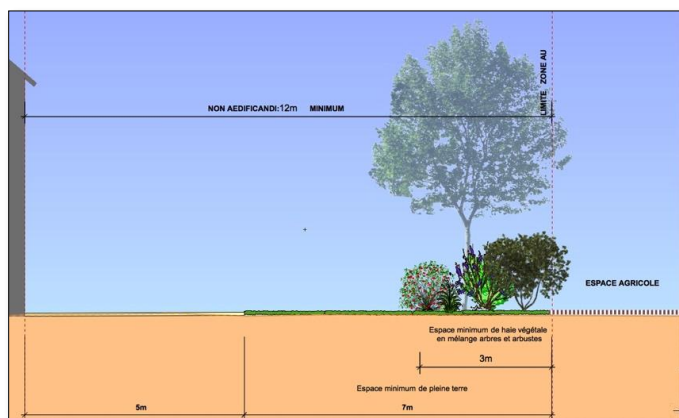 LIMITE ZONE AU
NON AEDIFICANDI:12m MINIMUM
ESPACE AGRICOLE
Espace minimum de haie végétale
en mélange arbres et arbustes
3m
Espace minimum de pleine terre
5m
7m